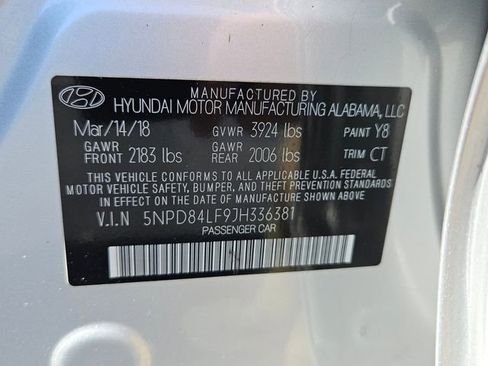 MANUFACTURED BY
HYUNDAI MOTOR MANUFACTURING ALABAMA, LLC
Mar/14/18 GVWR 3924 lbs PAINT Y8
GAWR FRONT 2183 lbs GAWR REAR 2006 lbs TRIM CT
THIS VEHICLE CONFORMS TO ALL APPLICABLE U.S.A. FEDERAL
MOTOR VEHICLE SAFETY, BUMPER, AND THEFT PREVENTION STANDARDS
IN EFFECT ON THE DATE OF MANUFACTURE SHOWN ABOVE.
V.I.N 5NPD84LF9JH336381
PASSENGER CAR